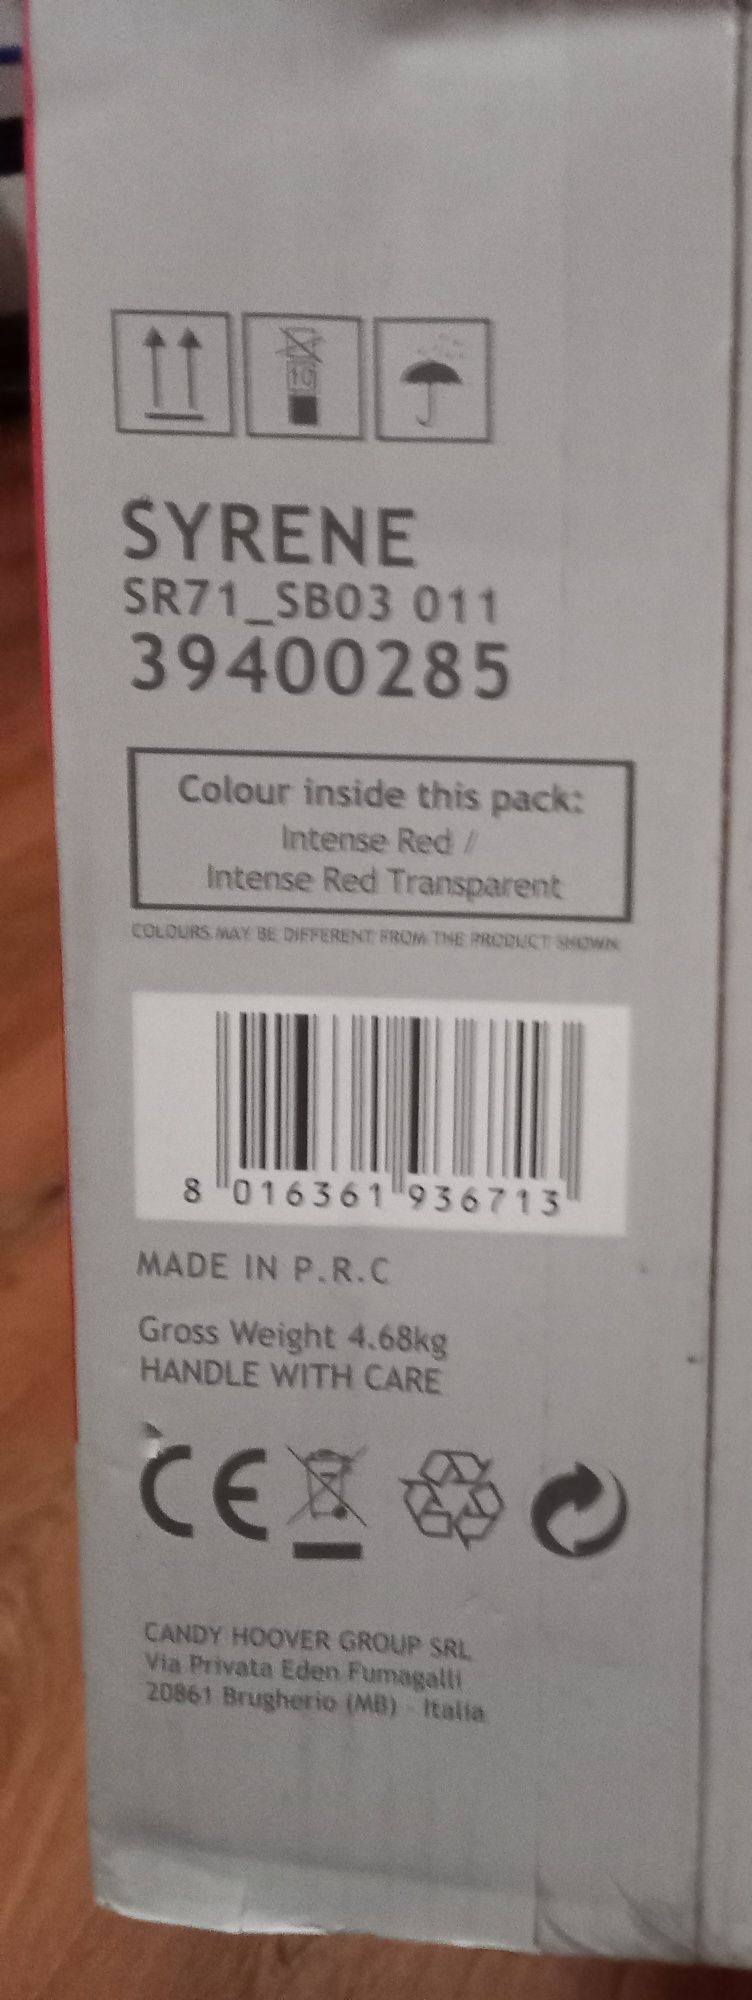 SYRENE
SR71_SB03 011
39400285
Colour inside this pack:
Intense Red /
Intense Red Transparent
COLOURS MAY BE DIFFERENT FROM THE PRODUCT SHOWN
8 016361 936713
MADE IN P.R.C
Gross Weight 4.68kg
HANDLE WITH CARE
CE
CANDY HOOVER GROUP SRL
Via Privata Eden Fumagalli
20861 Brugherio (MB) - Italia